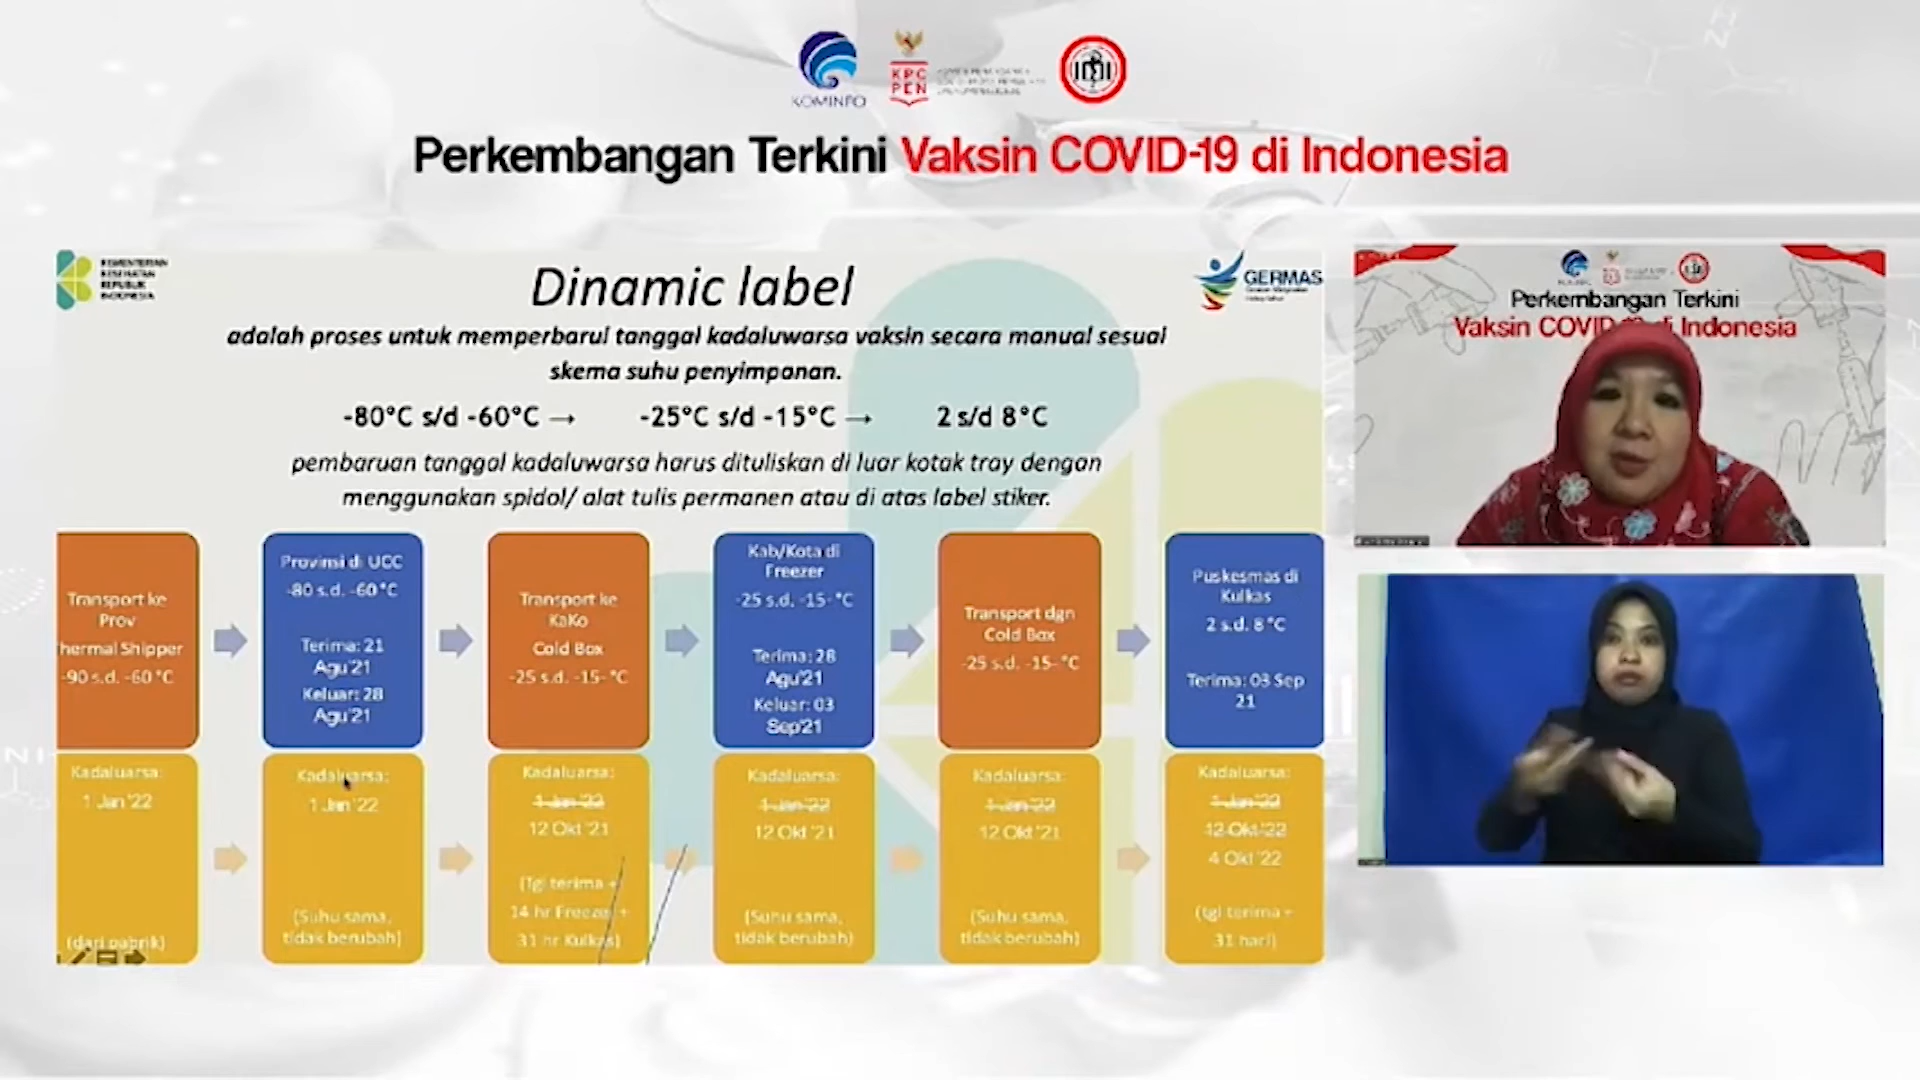 KOMINFO
KPC
PEN
IDI
Perkembangan Terkini Vaksin COVID-19 di Indonesia
KEMENTERIAN
KESEHATAN
REPUBLIK
INDONESIA
Dinamic label
GERMAS
adalah proses untuk memperbarui tanggal kadaluwarsa vaksin secara manual sesuai
skema suhu penyimpanan.
-80°C s/d -60°C → -25°C s/d -15°C → 2 s/d 8°C
pembaruan tanggal kadaluwarsa harus dituliskan di luar kotak tray dengan
menggunakan spidol/ alat tulis permanen atau di atas label stiker.
Transport ke
Prov
hermal Shipper
-90 s.d. -60 °C
Provinsi di UCC
-80 s.d. -60 °C
Terima: 21
Agu'21
Keluar: 28
Agu'21
Transport ke
KaKo
Cold Box
-25 s.d. -15- °C
Kab/Kota di
Freezer
-25 s.d. -15- °C
Terima: 28
Agu'21
Keluar: 03
Sep'21
Transport dgn
Cold Box
-25 s.d. -15- °C
Puskesmas di
Kulkas
2 s.d. 8 °C
Terima: 03 Sep
21
Kadaluarsa:
1 Jan '22
(dari pabrik)
Kadaluarsa:
1 Jan '22
(Suhu sama,
tidak berubah)
Kadaluarsa:
1 Jan '22
12 Okt '21
(Tgl terima +
14 hr Freezer +
31 hr Kulkas)
Kadaluarsa:
1 Jan '22
12 Okt '21
(Suhu sama,
tidak berubah)
Kadaluarsa:
1 Jan '22
12 Okt '21
(Suhu sama,
tidak berubah)
Kadaluarsa:
1 Jan '22
12 Okt '22
4 Okt '22
(tgl terima +
31 hari)
Perkembangan Terkini
Vaksin COVID-19 di Indonesia